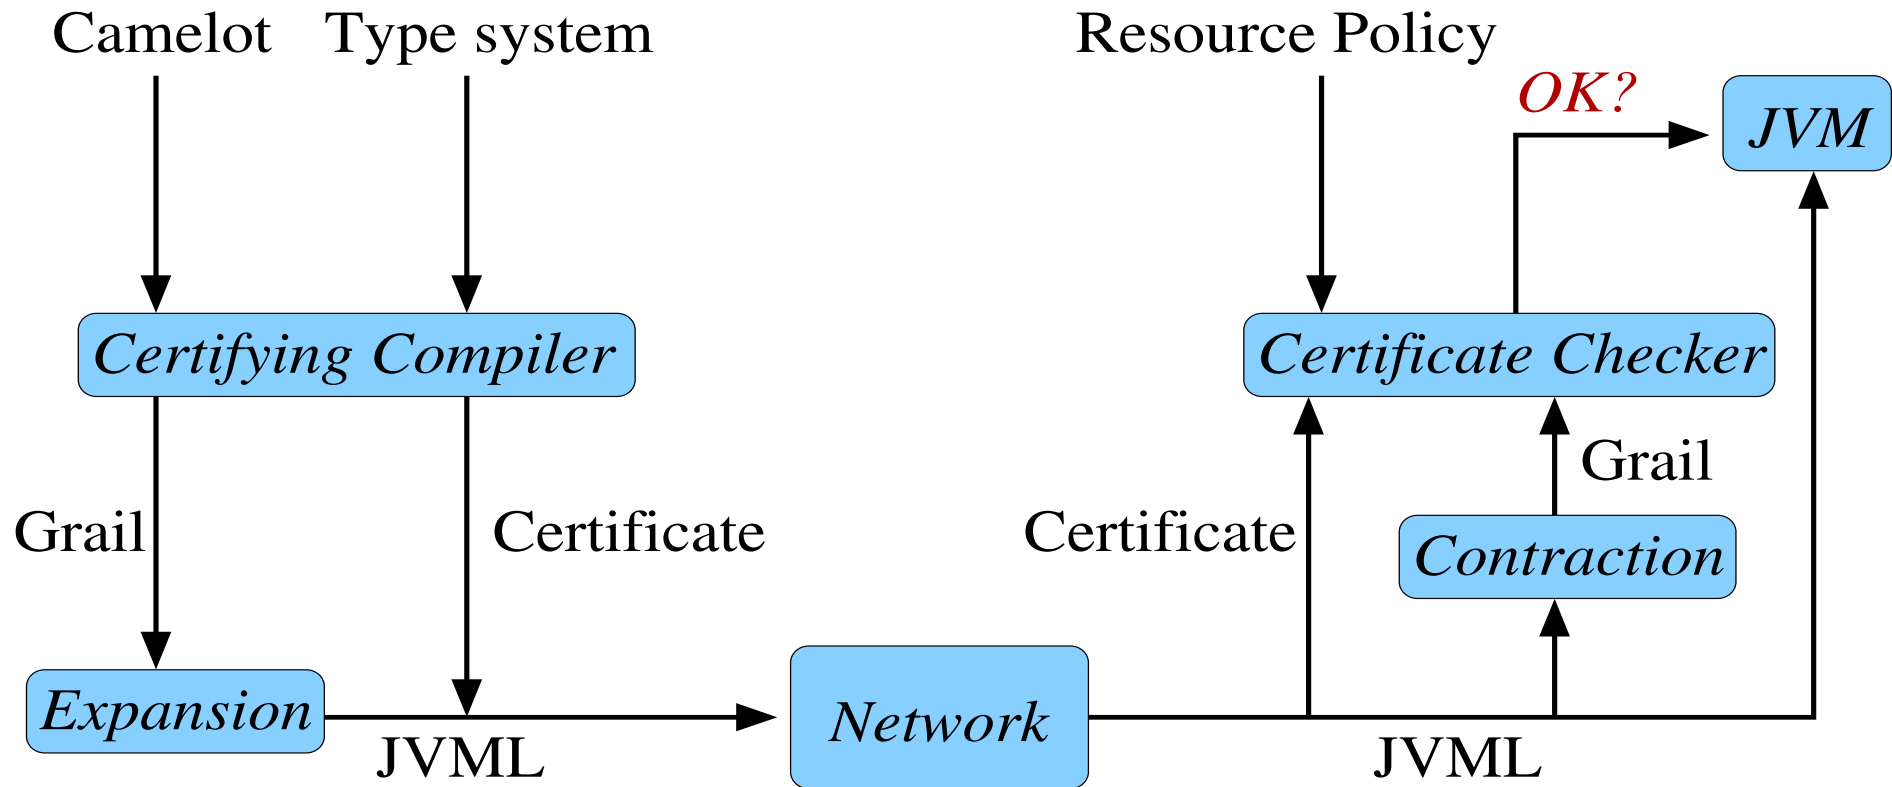 Camelot
Type system
Resource Policy
OK?
JVM
Certifying Compiler
Certificate Checker
Grail
Grail
Certificate
Certificate
Contraction
Expansion
Network
JVML
JVML